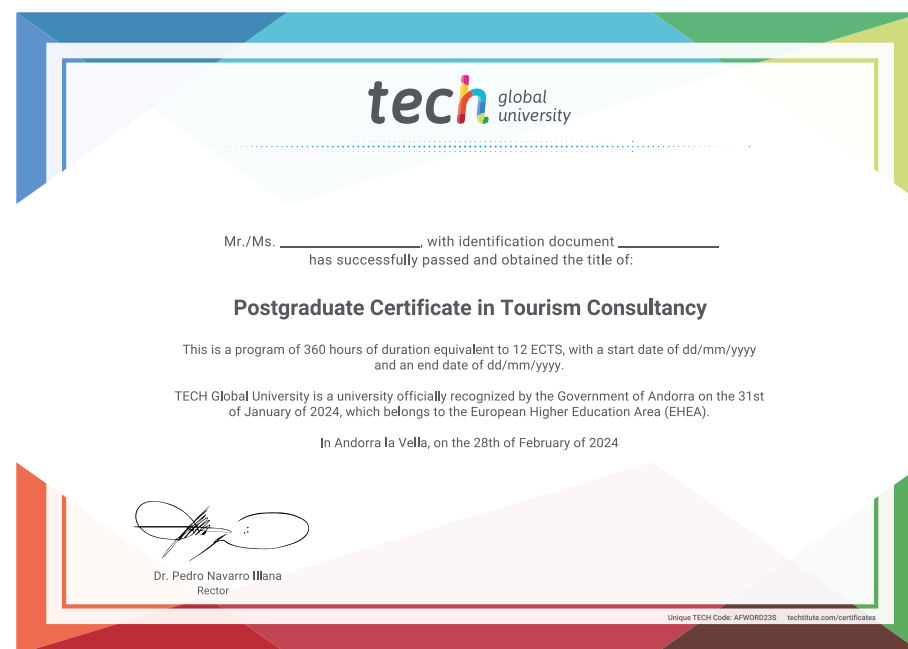 tech global university
Mr./Ms. ____________________, with identification document ______________
has successfully passed and obtained the title of:
Postgraduate Certificate in Tourism Consultancy
This is a program of 360 hours of duration equivalent to 12 ECTS, with a start date of dd/mm/yyyy
and an end date of dd/mm/yyyy.
TECH Global University is a university officially recognized by the Government of Andorra on the 31st
of January of 2024, which belongs to the European Higher Education Area (EHEA).
In Andorra la Vella, on the 28th of February of 2024
Dr. Pedro Navarro Illana
Rector
Unique TECH Code: AFWORD23S techtitute.com/certificates